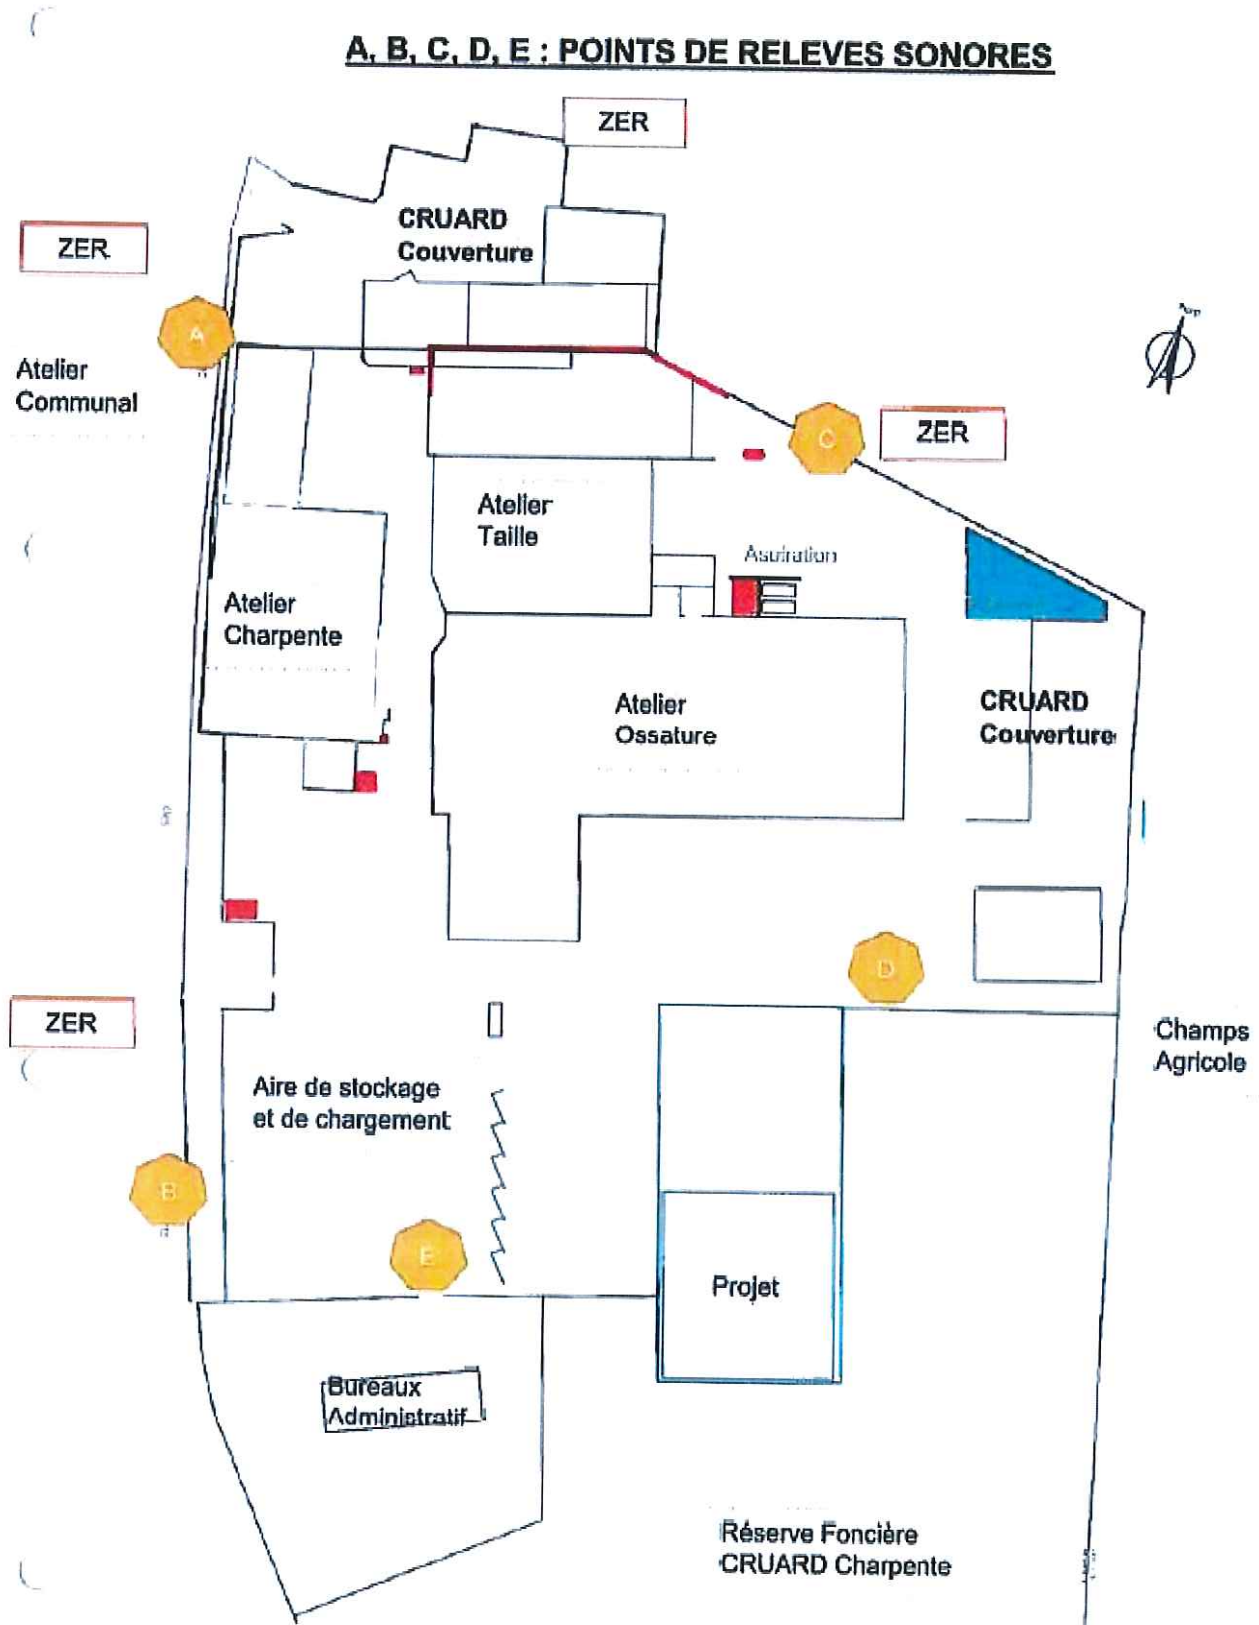 A, B, C, D, E : POINTS DE RELEVES SONORES
ZER
CRUARD
Couverture
ZER
A
Atelier
Communal
C
ZER
Atelier
Taille
Atelier
Charpente
Atelier
Ossature
CRUARD
Couverture
D
ZER
Champs
Agricole
Aire de stockage
et de chargement
B
E
Projet
Bureaux
Administratif
Réserve Foncière
CRUARD Charpente